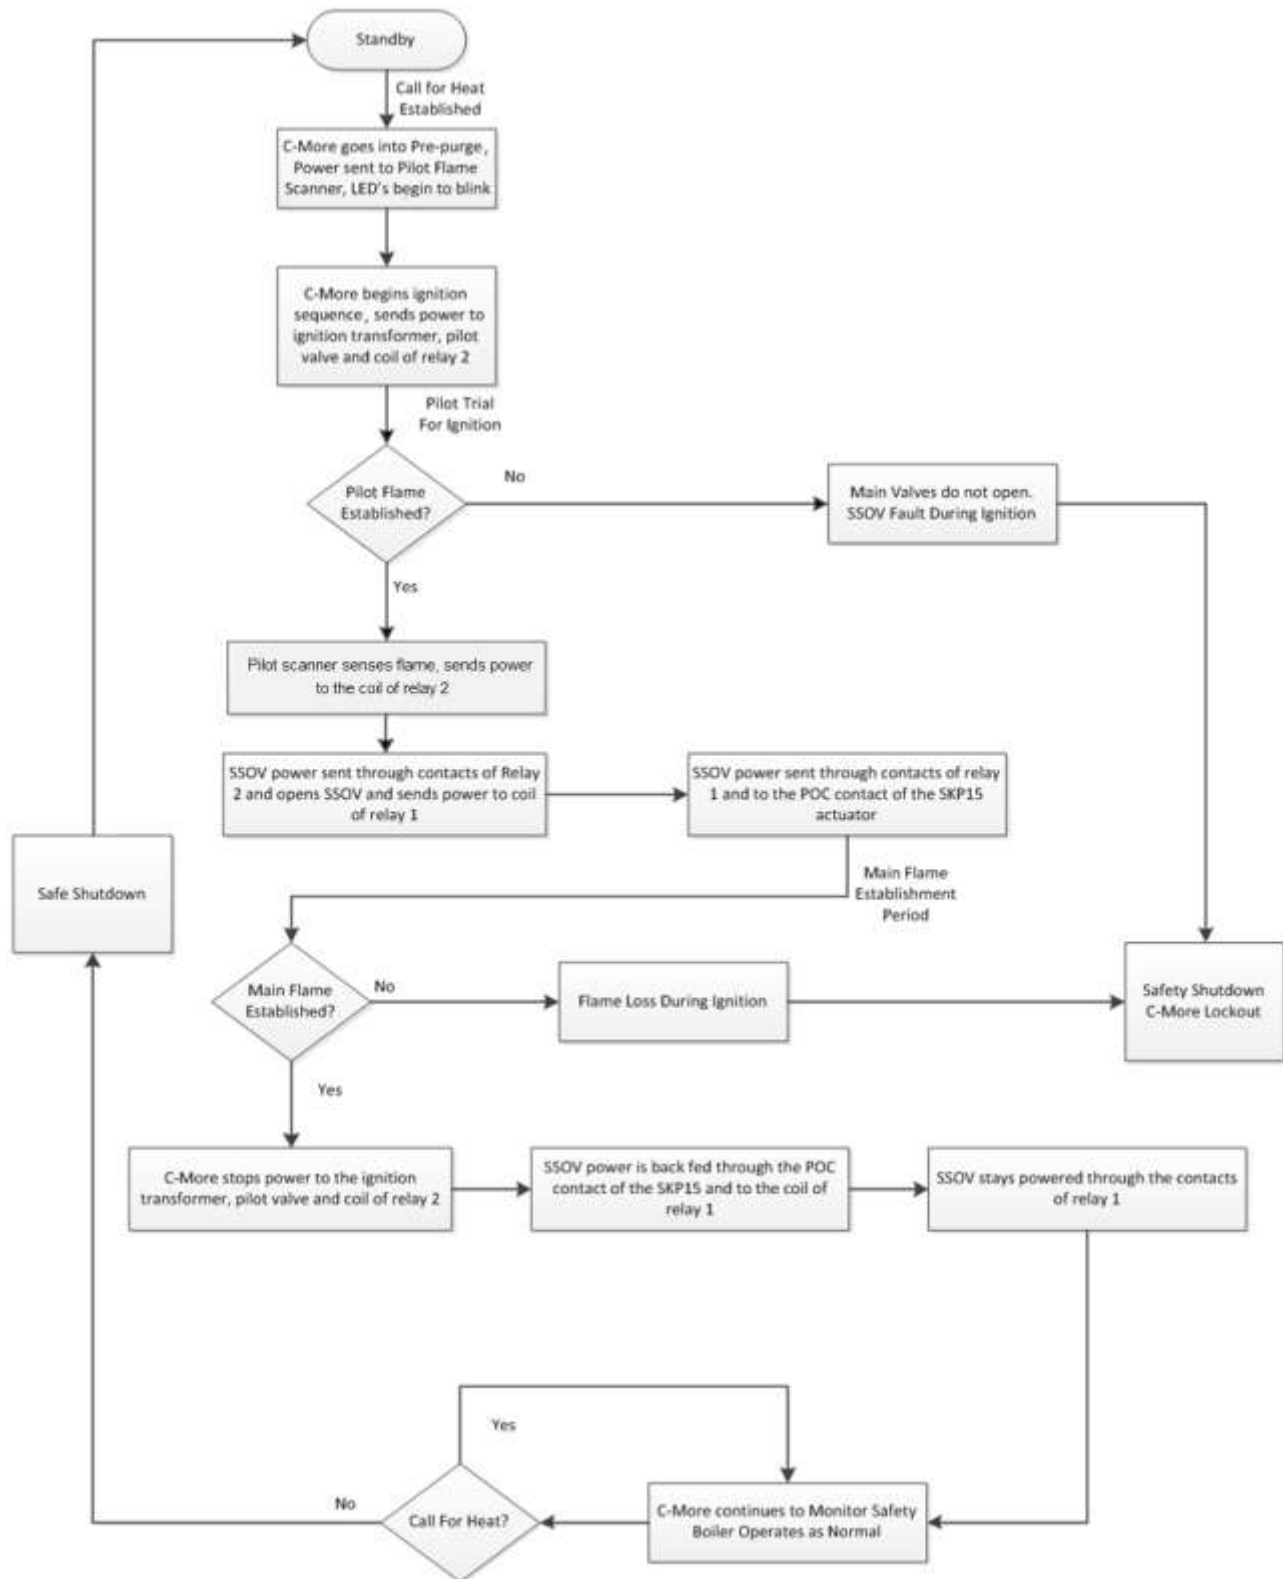 Standby
Call for Heat
Established
C-More goes into Pre-purge,
Power sent to Pilot Flame
Scanner, LED's begin to blink
C-More begins ignition
sequence, sends power to
ignition transformer, pilot
valve and coil of relay 2
Pilot Trial
For Ignition
Pilot Flame
Established?
No
Main Valves do not open.
SSOV Fault During Ignition
Yes
Pilot scanner senses flame, sends power
to the coil of relay 2
SSOV power sent through contacts of Relay
2 and opens SSOV and sends power to coil
of relay 1
SSOV power sent through contacts of relay
1 and to the POC contact of the SKP15
actuator
Safe Shutdown
Main Flame
Establishment
Period
Main Flame
Established?
No
Flame Loss During Ignition
Safety Shutdown
C-More Lockout
Yes
C-More stops power to the ignition
transformer, pilot valve and coil of relay 2
SSOV power is back fed through the POC
contact of the SKP15 and to the coil of
relay 1
SSOV stays powered through the contacts
of relay 1
Yes
No
Call For Heat?
C-More continues to Monitor Safety
Boiler Operates as Normal